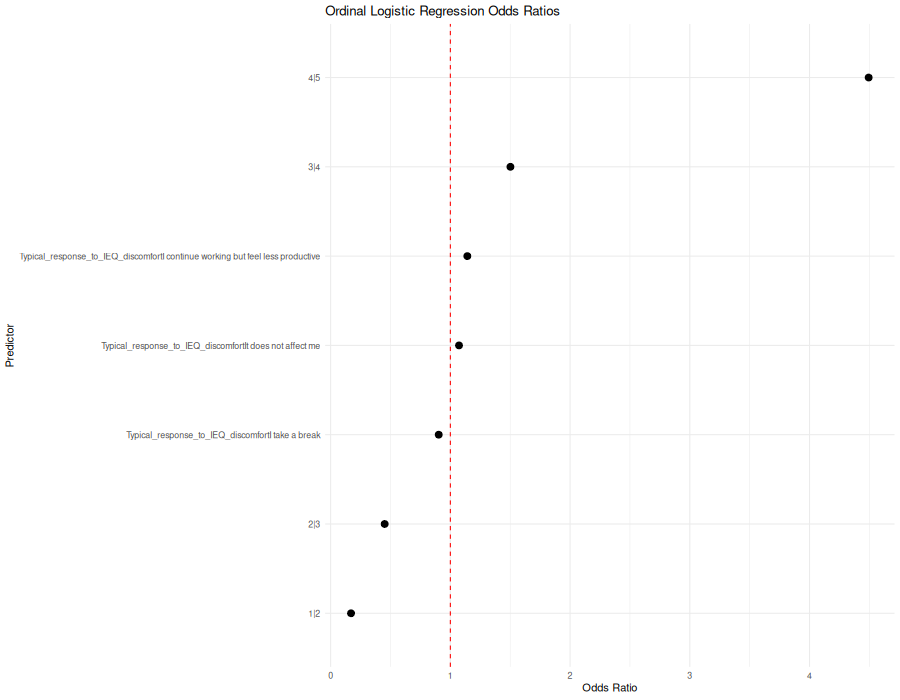 Ordinal Logistic Regression Odds Ratios
4|5
3|4
Typical_response_to_IEQ_discomfortI continue working but feel less productive
Typical_response_to_IEQ_discomfortIt does not affect me
Typical_response_to_IEQ_discomfortI take a break
2|3
1|2
Predictor
0 1 2 3 4
Odds Ratio